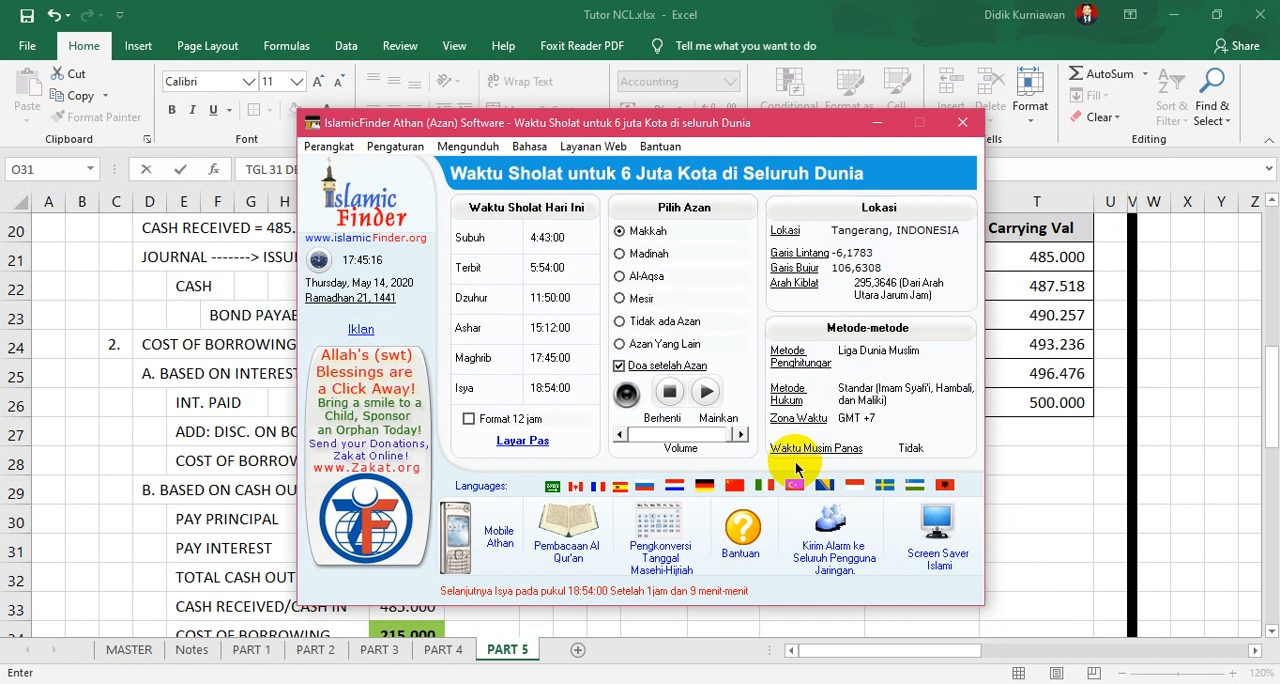 Tutor NCL.xlsx - Excel
Didik Kurniawan
File Home Insert Page Layout Formulas Data Review View Help Foxit Reader PDF Tell me what you want to do Share
Cut
Copy
Format Painter
Paste
Clipboard
Calibri 11
B I U
Font
Wrap Text
Accounting
Conditional Format as Cell
Insert Delete Format
AutoSum
Fill
Clear
Sort & Filter
Find & Select
Editing
O31
TGL 31 DE
A B C D E F G H T U V W X Y Z
20 CASH RECEIVED = 485. Carrying Val
21 JOURNAL -------> ISSU 485.000
22 CASH 487.518
23 BOND PAYAB 490.257
24 2. COST OF BORROWING 493.236
25 A. BASED ON INTEREST 496.476
26 INT. PAID 500.000
27 ADD: DISC. ON BO
28 COST OF BORROW
29 B. BASED ON CASH OU
30 PAY PRINCIPAL
31 PAY INTEREST
32 TOTAL CASH OUT
33 CASH RECEIVED/CASH IN 485.000
34 COST OF BORROWING 215.000
IslamicFinder Athan (Azan) Software - Waktu Sholat untuk 6 juta Kota di seluruh Dunia
Perangkat Pengaturan Mengunduh Bahasa Layanan Web Bantuan
Islamic Finder
www.islamicFinder.org
17:45:16
Thursday, May 14, 2020
Ramadhan 21, 1441
Iklan
Allah's (swt)
Blessings are
a Click Away!
Bring a smile to a
Child, Sponsor
an Orphan Today!
Send your Donations,
Zakat Online!
www.Zakat.org
Waktu Sholat untuk 6 Juta Kota di Seluruh Dunia
Waktu Sholat Hari Ini
Subuh 4:43:00
Terbit 5:54:00
Dzuhur 11:50:00
Ashar 15:12:00
Maghrib 17:45:00
Isya 18:54:00
Format 12 jam
Layar Pas
Pilih Azan
Makkah
Madinah
Al-Aqsa
Mesir
Tidak ada Azan
Azan Yang Lain
Doa setelah Azan
Berhenti Mainkan
Volume
Lokasi
Lokasi Tangerang, INDONESIA
Garis Lintang -6,1783
Garis Bujur 106,6308
Arah Kiblat 295,3646 (Dari Arah
Utara Jarum Jam)
Metode-metode
Metode Penghitungan Liga Dunia Muslim
Metode Hukum Standar (Imam Syafi'i, Hambali, dan Maliki)
Zona Waktu GMT +7
Waktu Musim Panas Tidak
Languages:
Mobile Athan
Pembacaan Al Qur'an
Pengkonversi Tanggal Masehi-Hijriah
Bantuan
Kirim Alarm ke Seluruh Pengguna Jaringan.
Screen Saver Islami
Selanjutnya Isya pada pukul 18:54:00 Setelah 1jam dan 9 menit-menit
MASTER Notes PART 1 PART 2 PART 3 PART 4 PART 5
Enter
120%